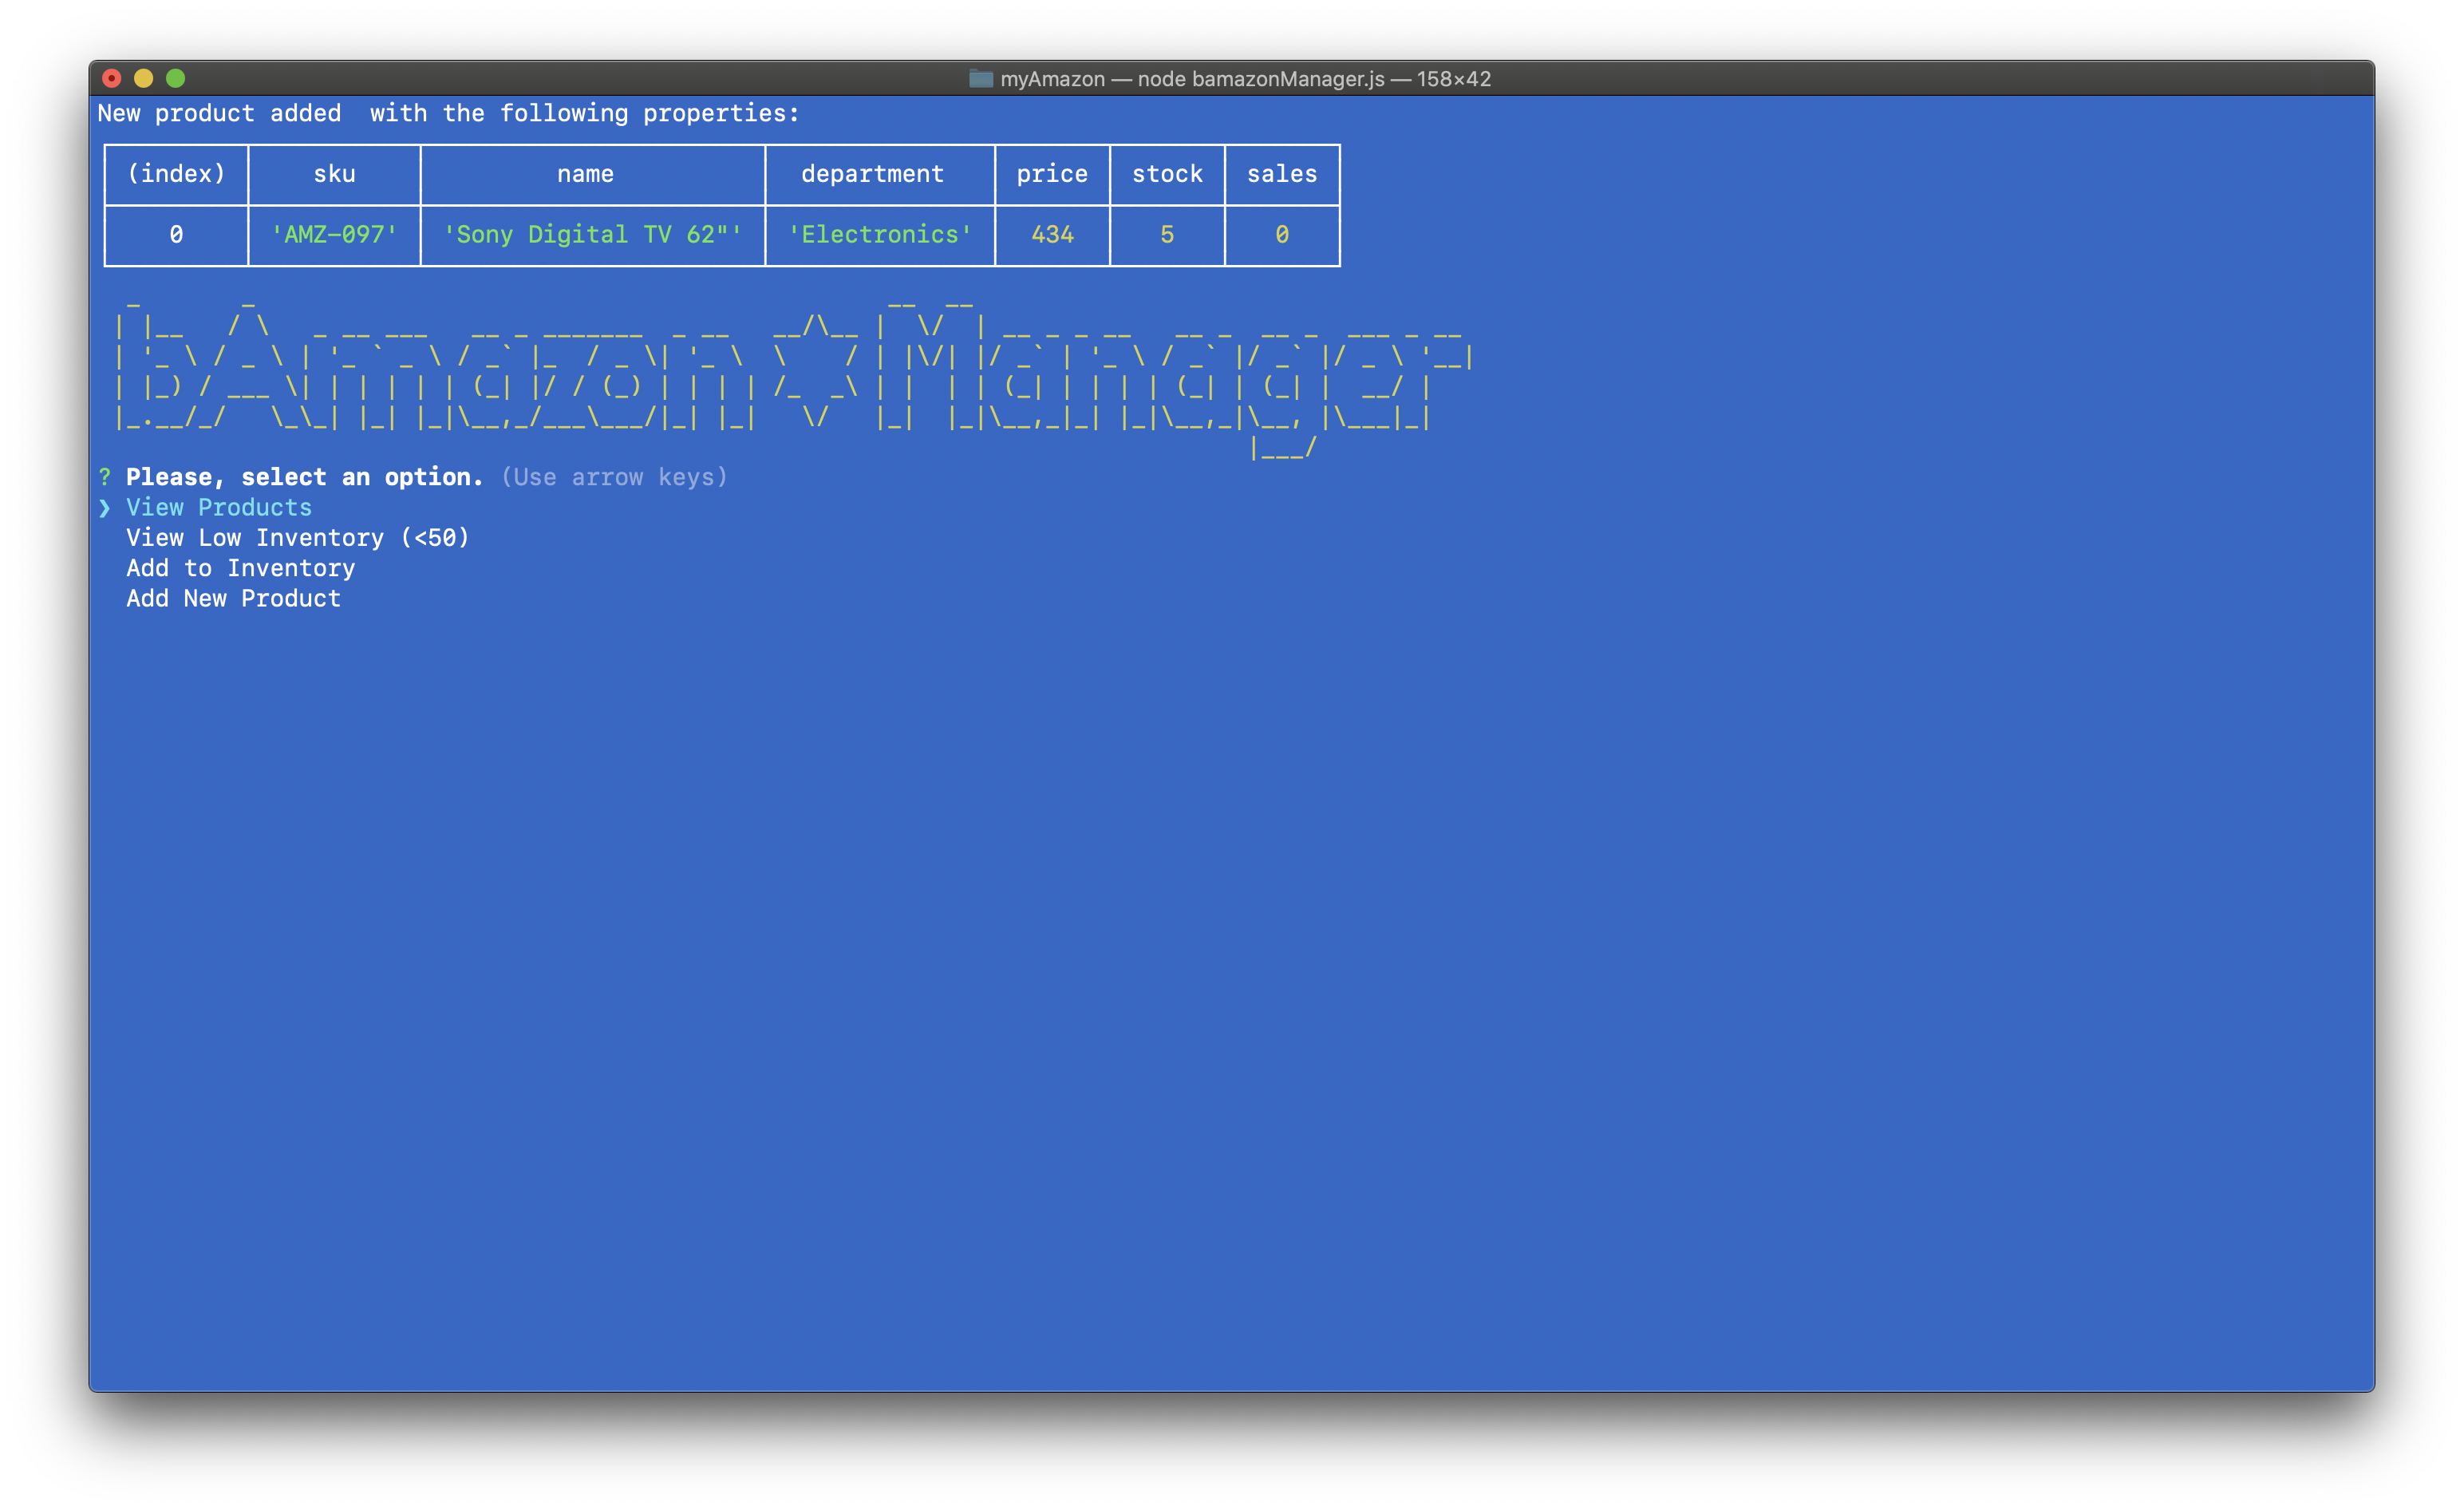 myAmazon — node bamazonManager.js — 158×42
New product added  with the following properties:
(index) sku name department price stock sales
0 'AMZ-097' 'Sony Digital TV 62"' 'Electronics' 434 5 0
bAmazon * Manager
? Please, select an option. (Use arrow keys)
❯ View Products
View Low Inventory (<50)
Add to Inventory
Add New Product